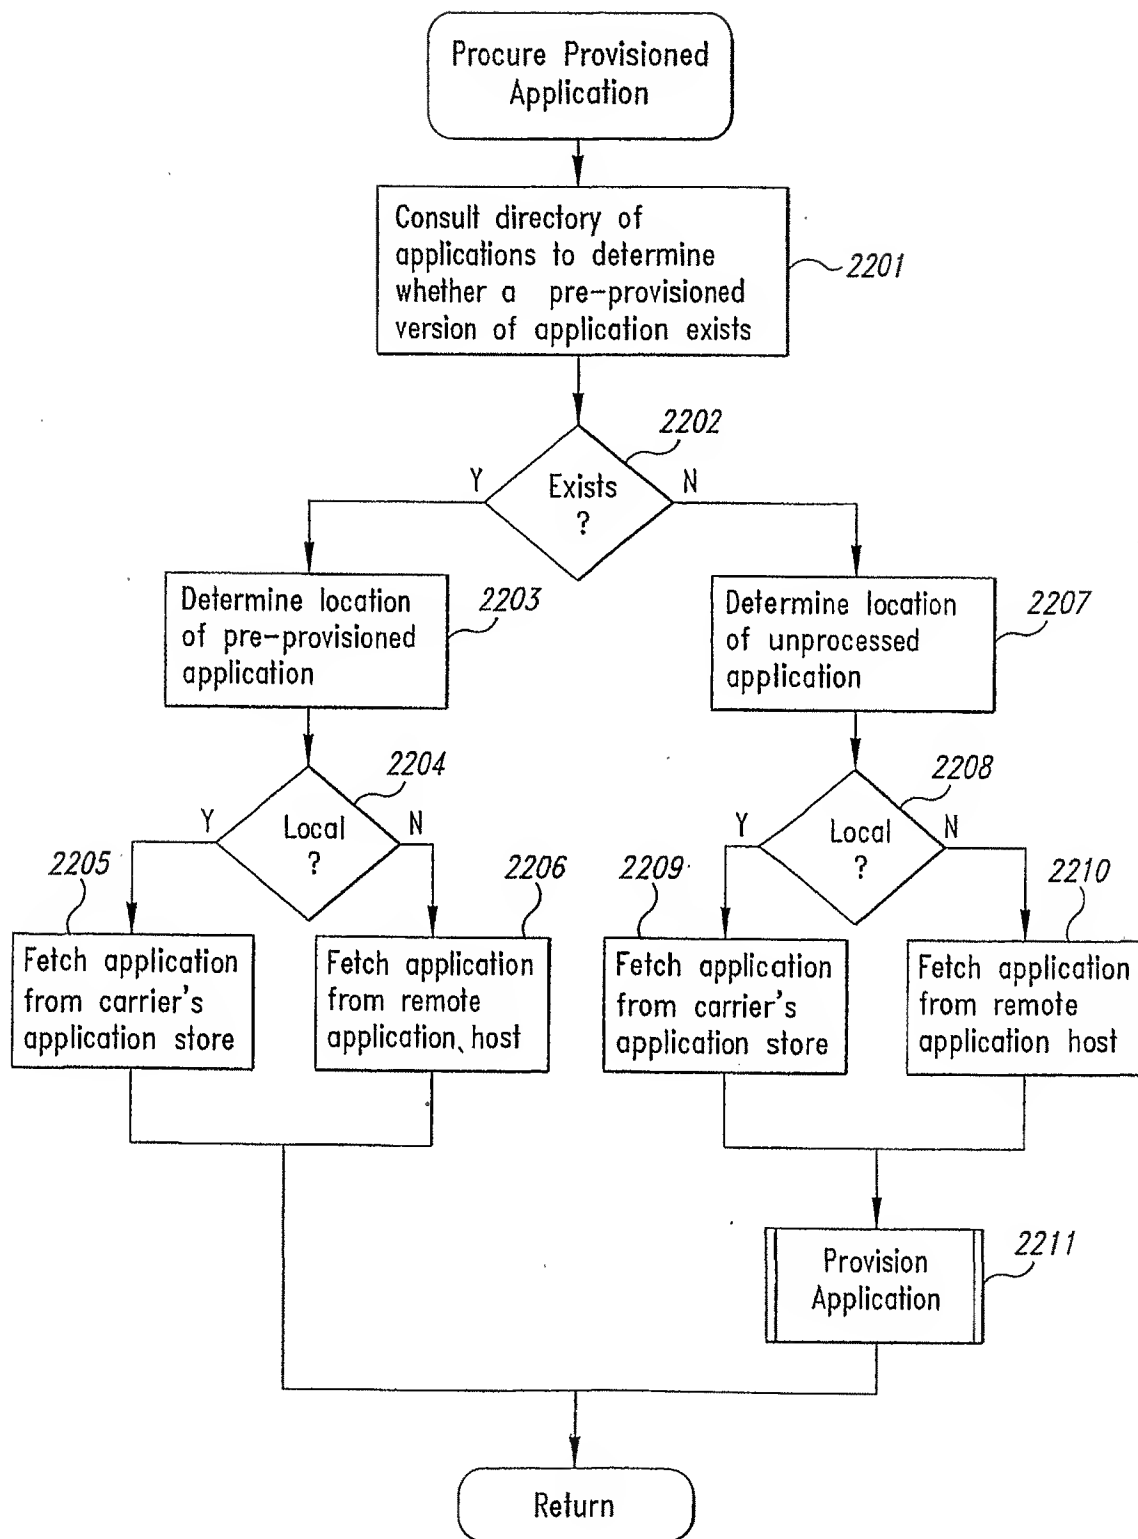 Procure Provisioned
Application
Consult directory of
applications to determine
whether a pre-provisioned
version of application exists
2201
2202
Y
Exists
?
N
Determine location
of pre-provisioned
application
2203
Determine location
of unprocessed
application
2207
2204
Y
Local
?
N
2208
Y
Local
?
N
2205
Fetch application
from carrier's
application store
2206
Fetch application
from remote
application host
2209
Fetch application
from carrier's
application store
2210
Fetch application
from remote
application host
Provision
Application
2211
Return